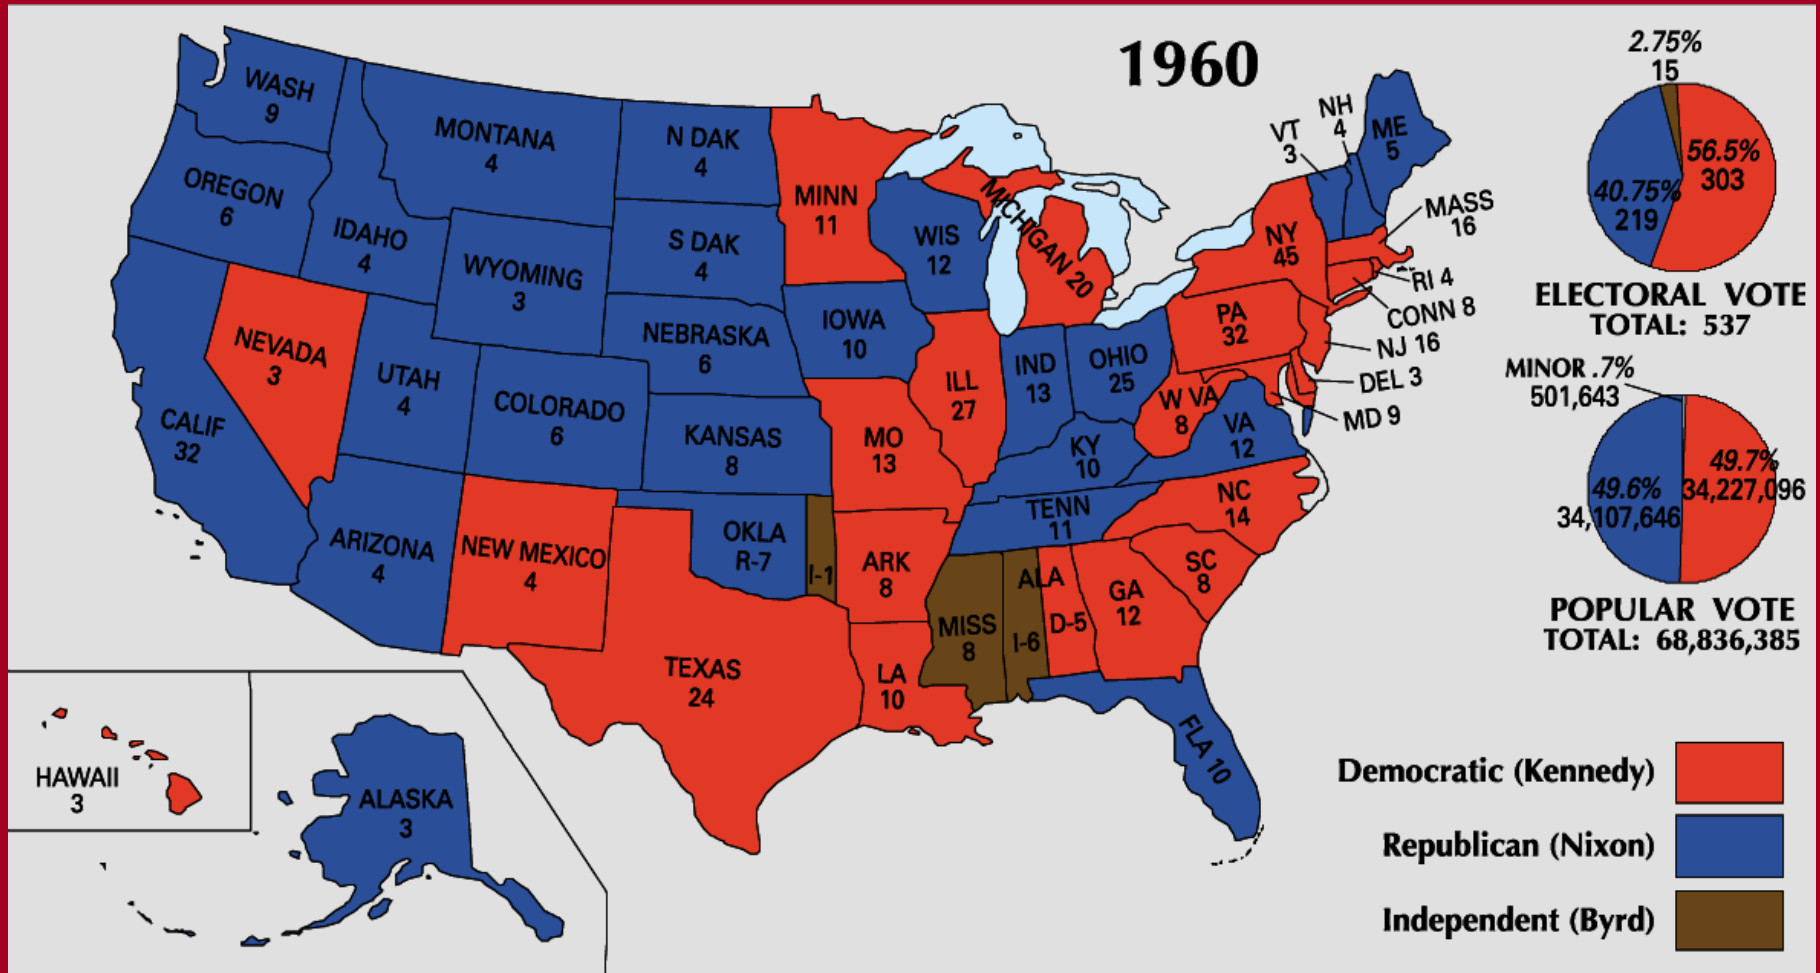 1960
WASH
9
OREGON
6
CALIF
32
NEVADA
3
IDAHO
4
MONTANA
4
WYOMING
3
UTAH
4
COLORADO
6
ARIZONA
4
NEW MEXICO
4
N DAK
4
S DAK
4
NEBRASKA
6
KANSAS
8
OKLA
R-7
I-1
TEXAS
24
MINN
11
IOWA
10
MO
13
ARK
8
LA
10
WIS
12
ILL
27
MICHIGAN 20
IND
13
OHIO
25
KY
10
TENN
11
MISS
8
ALA
I-6
D-5
GA
12
FLA 10
SC
8
NC
14
VA
12
W VA
8
PA
32
NY
45
VT
3
NH
4
ME
5
MASS
16
RI 4
CONN 8
NJ 16
DEL 3
MD 9
HAWAII
3
ALASKA
3
2.75%
15
56.5%
303
40.75%
219
ELECTORAL VOTE
TOTAL: 537
MINOR .7%
501,643
49.7%
34,227,096
49.6%
34,107,646
POPULAR VOTE
TOTAL: 68,836,385
Democratic (Kennedy)
Republican (Nixon)
Independent (Byrd)